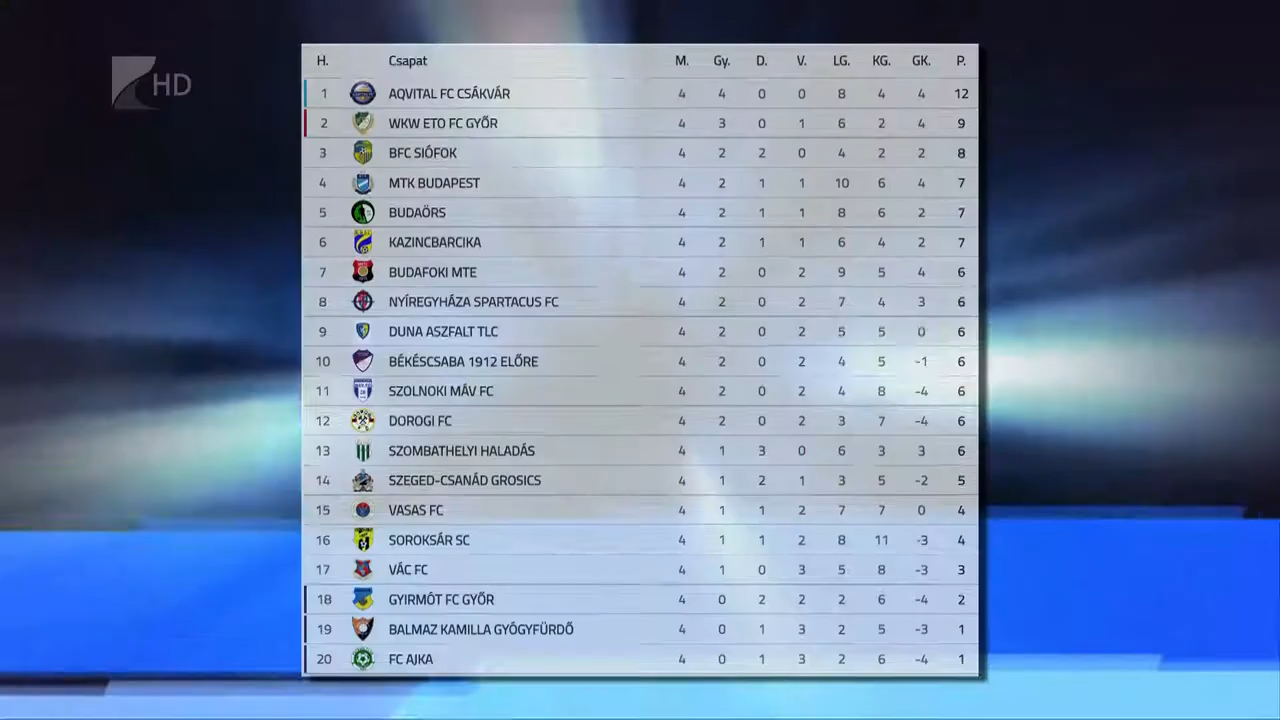 HD
H. Csapat M. Gy. D. V. LG. KG. GK. P.
1 AQVITAL FC CSÁKVÁR 4 4 0 0 8 4 4 12
2 WKW ETO FC GYŐR 4 3 0 1 6 2 4 9
3 BFC SIÓFOK 4 2 2 0 4 2 2 8
4 MTK BUDAPEST 4 2 1 1 10 6 4 7
5 BUDAÖRS 4 2 1 1 8 6 2 7
6 KAZINCBARCIKA 4 2 1 1 6 4 2 7
7 BUDAFOKI MTE 4 2 0 2 9 5 4 6
8 NYÍREGYHÁZA SPARTACUS FC 4 2 0 2 7 4 3 6
9 DUNA ASZFALT TLC 4 2 0 2 5 5 0 6
10 BÉKÉSCSABA 1912 ELŐRE 4 2 0 2 4 5 -1 6
11 SZOLNOKI MÁV FC 4 2 0 2 4 8 -4 6
12 DOROGI FC 4 2 0 2 3 7 -4 6
13 SZOMBATHELYI HALADÁS 4 1 3 0 6 3 3 6
14 SZEGED-CSANÁD GROSICS 4 1 2 1 3 5 -2 5
15 VASAS FC 4 1 1 2 7 7 0 4
16 SOROKSÁR SC 4 1 1 2 8 11 -3 4
17 VÁC FC 4 1 0 3 5 8 -3 3
18 GYIRMÓT FC GYŐR 4 0 2 2 2 6 -4 2
19 BALMAZ KAMILLA GYÓGYFÜRDŐ 4 0 1 3 2 5 -3 1
20 FC AJKA 4 0 1 3 2 6 -4 1